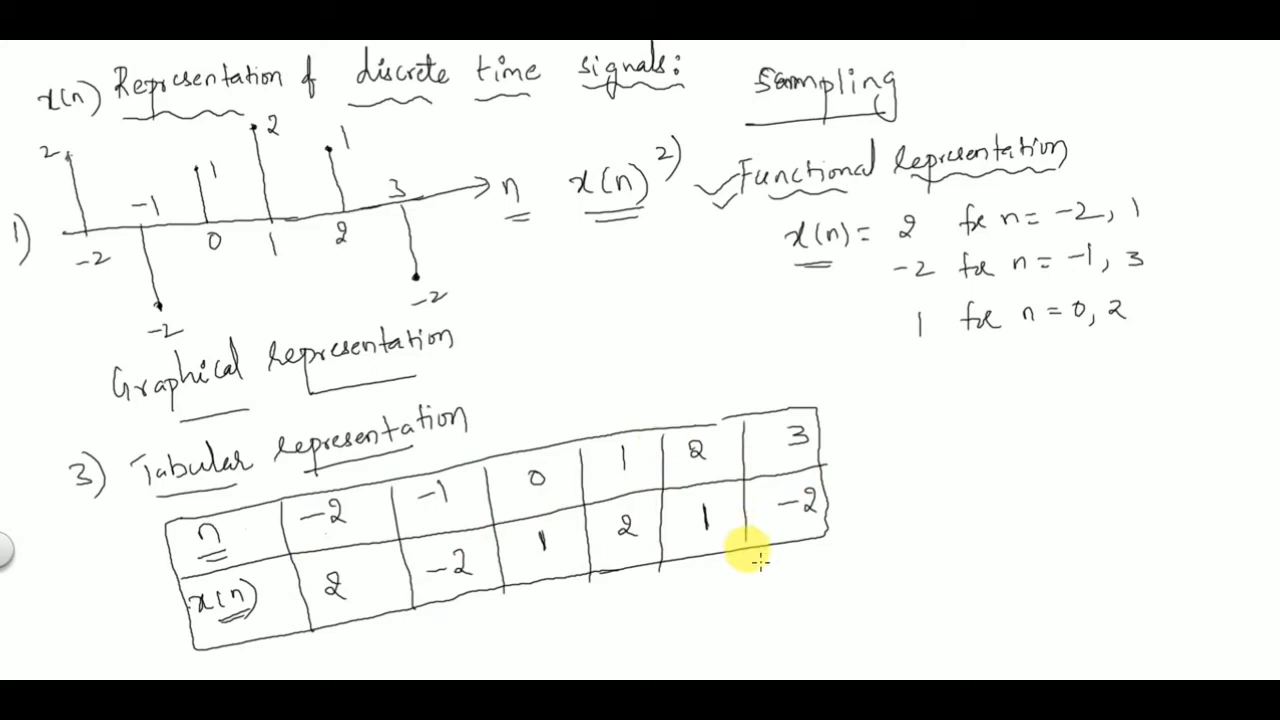 x(n) Representation of discrete time signals:
sampling
2 1 2 1
1) -2 -1 0 1 2 3 n
-2 -2
Graphical representation
x(n) 2) Functional representation
x(n) = 2 for n = -2, 1
-2 for n = -1, 3
1 for n = 0, 2
3) Tabular representation
n -2 -1 0 1 2 3
x(n) 2 -2 1 2 1 -2